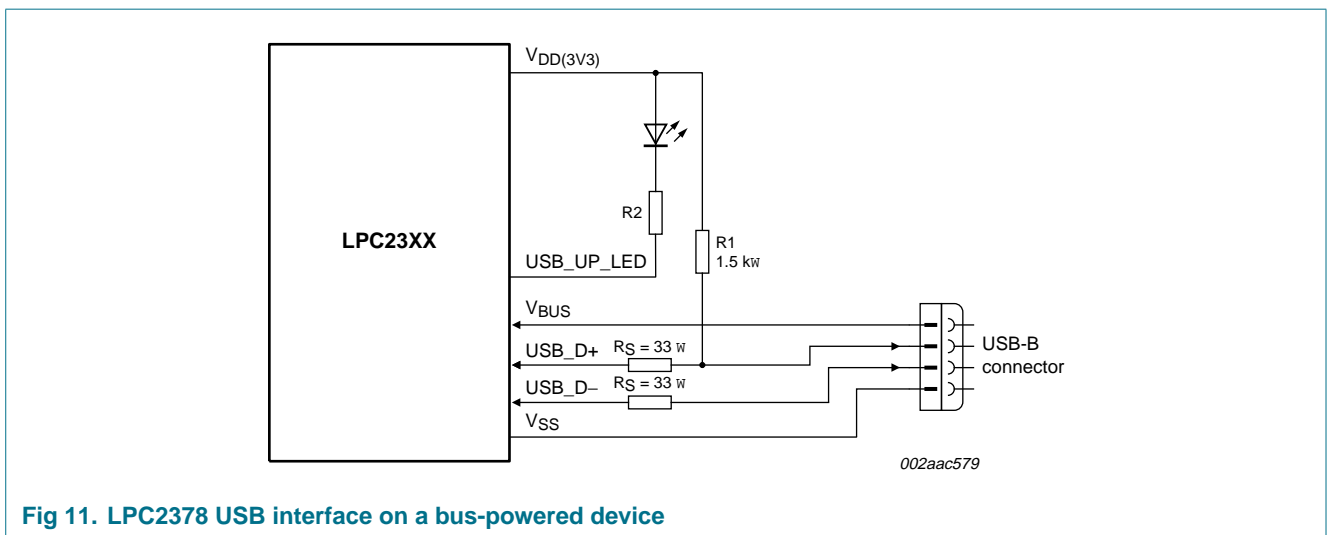 VDD(3V3)
R2
R1
1.5 kW
LPC23XX
USB_UP_LED
VBUS
USB_D+
RS = 33 W
USB_D−
RS = 33 W
VSS
USB-B
connector
002aac579
Fig 11. LPC2378 USB interface on a bus-powered device